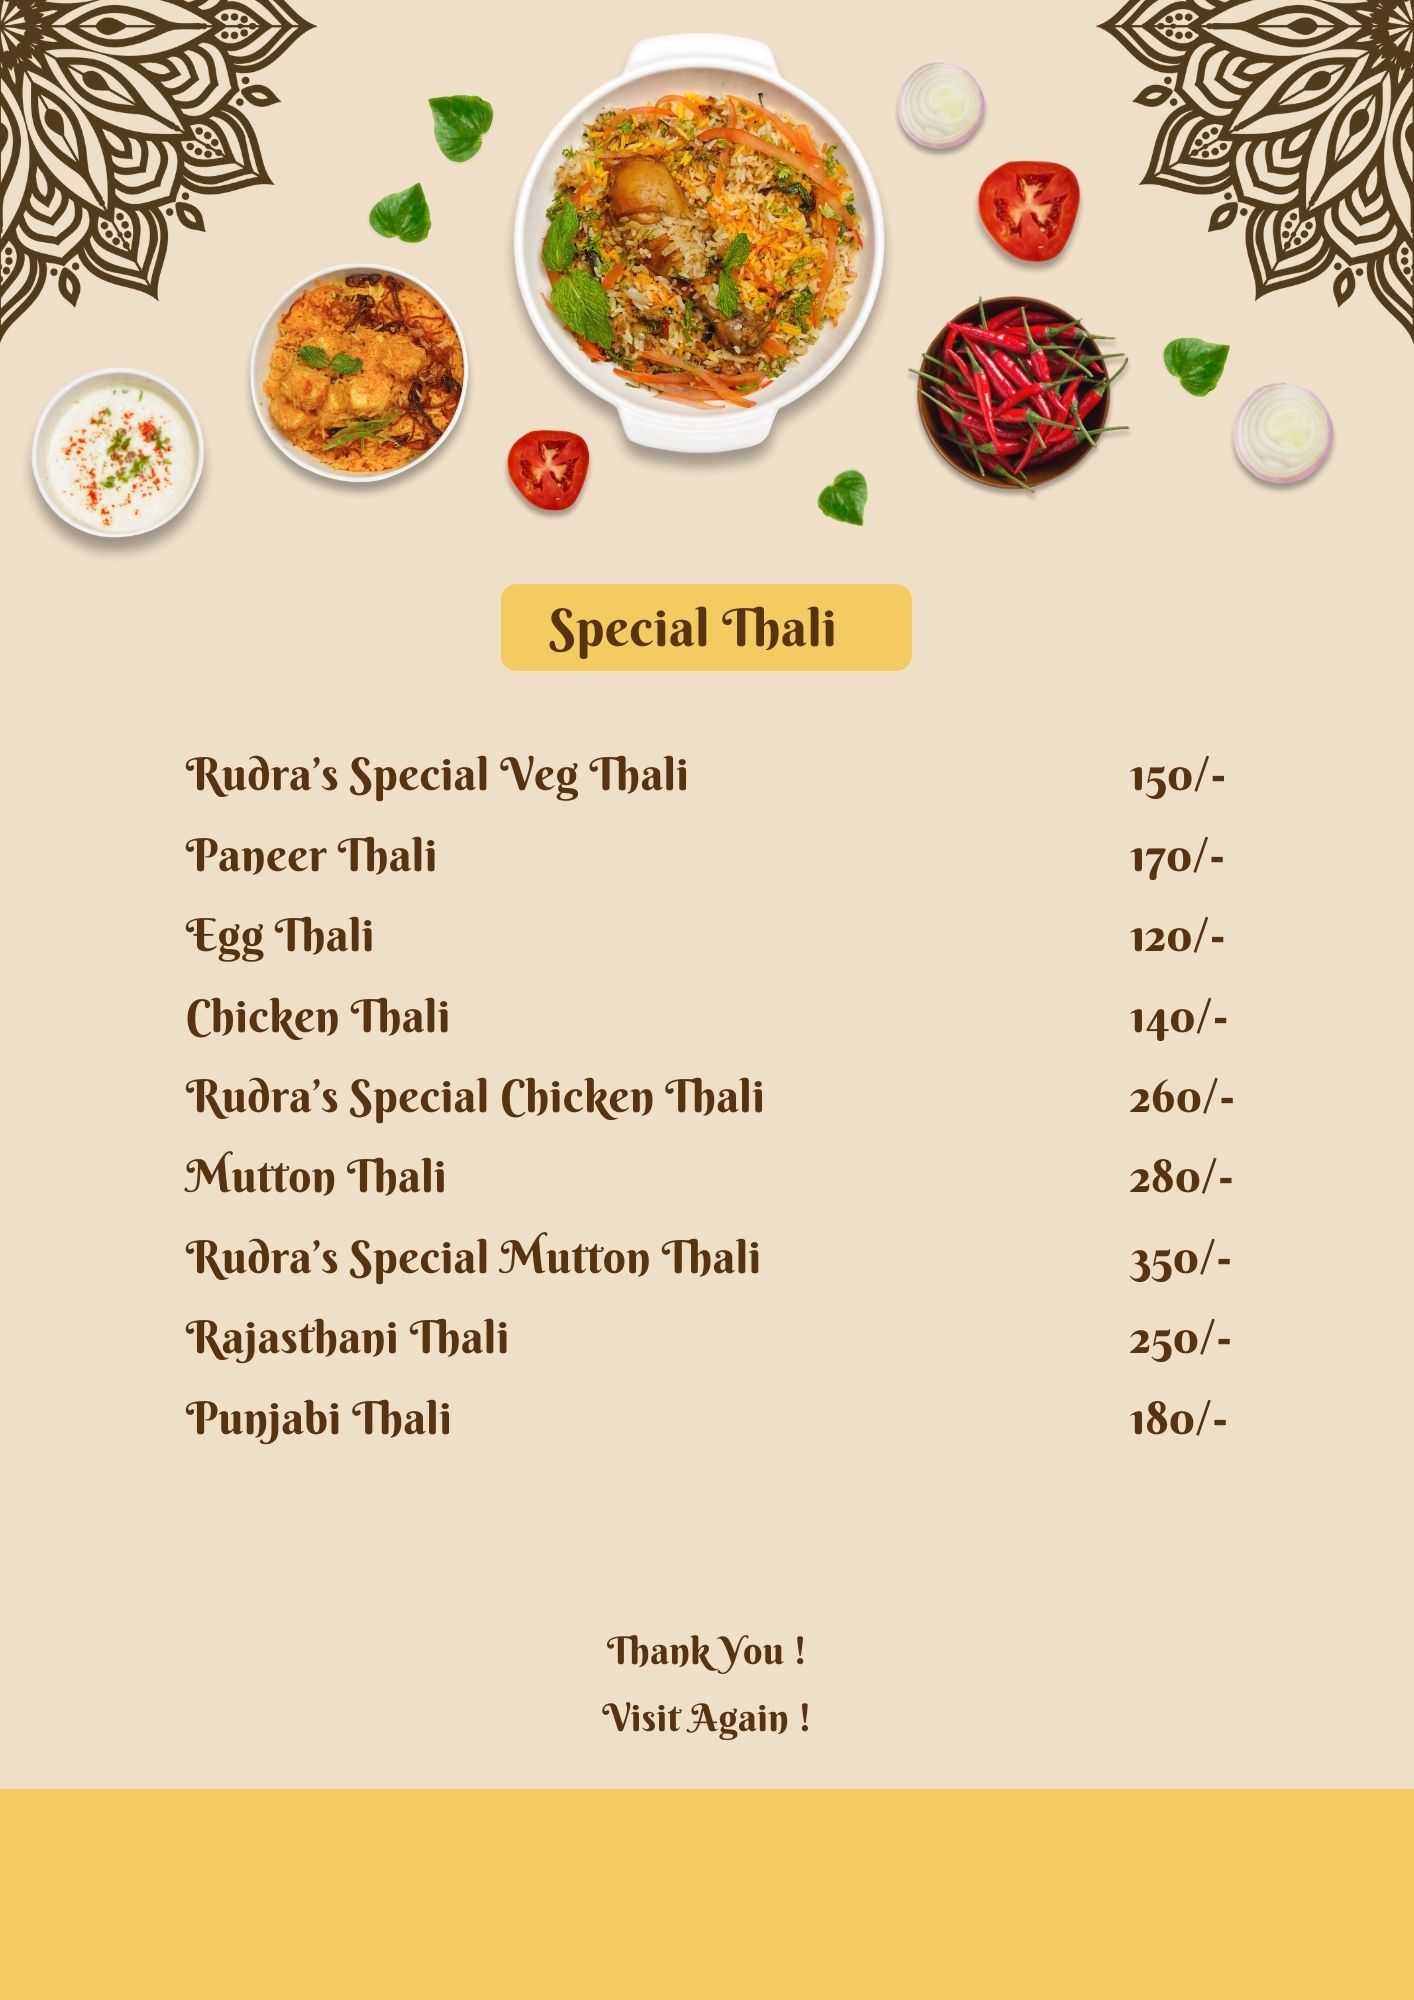 Special Thali
Rudra's Special Veg Thali 150/-
Paneer Thali 170/-
Egg Thali 120/-
Chicken Thali 140/-
Rudra's Special Chicken Thali 260/-
Mutton Thali 280/-
Rudra's Special Mutton Thali 350/-
Rajasthani Thali 250/-
Punjabi Thali 180/-
Thank You !
Visit Again !